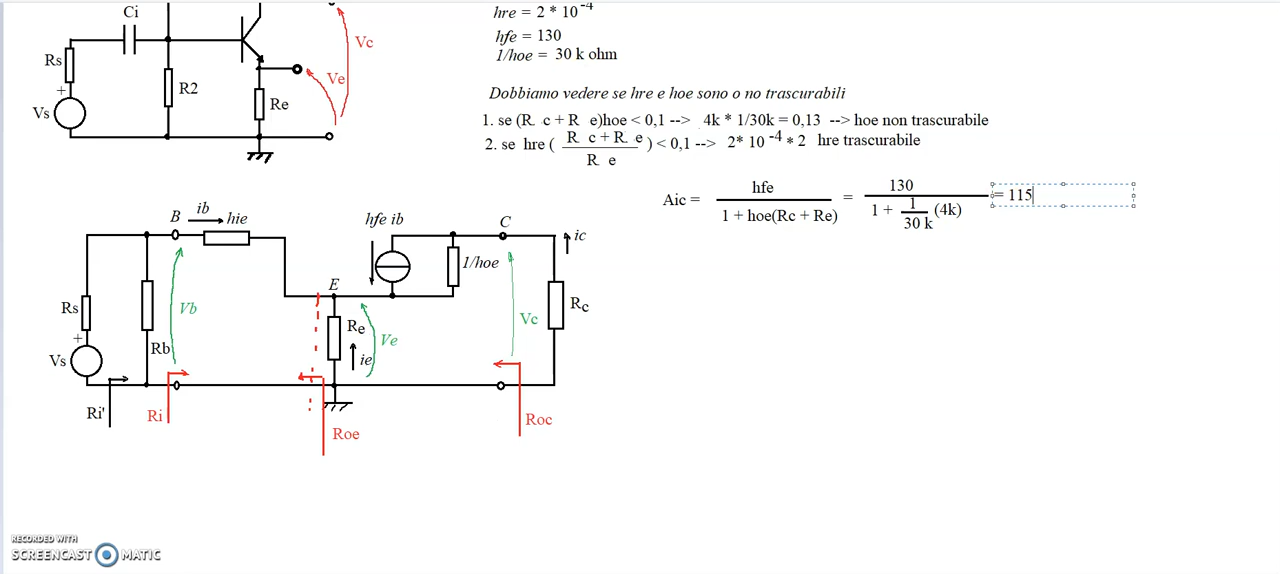 Ci
hre = 2 * 10 -4
hfe = 130
1/hoe = 30 k ohm
Vc
Rs
+
R2
Ve
Vs
Re
Dobbiamo vedere se hre e hoe sono o no trascurabili
1. se (R c + R e)hoe < 0,1 --> 4k * 1/30k = 0,13 --> hoe non trascurabile
2. se hre ( R c + R e / R e ) < 0,1 --> 2* 10 -4 * 2 hre trascurabile
Aic = hfe / 1 + hoe(Rc + Re) = 130 / 1 + 1 / 30 k (4k) = 115
B
ib
hie
hfe ib
C
ic
1/hoe
E
Rs
Vb
Re
Ve
Vc
Rc
+
Vs
Rb
ie
Ri'
Ri
Roe
Roc
RECORDED WITH
SCREENCAST MATIC